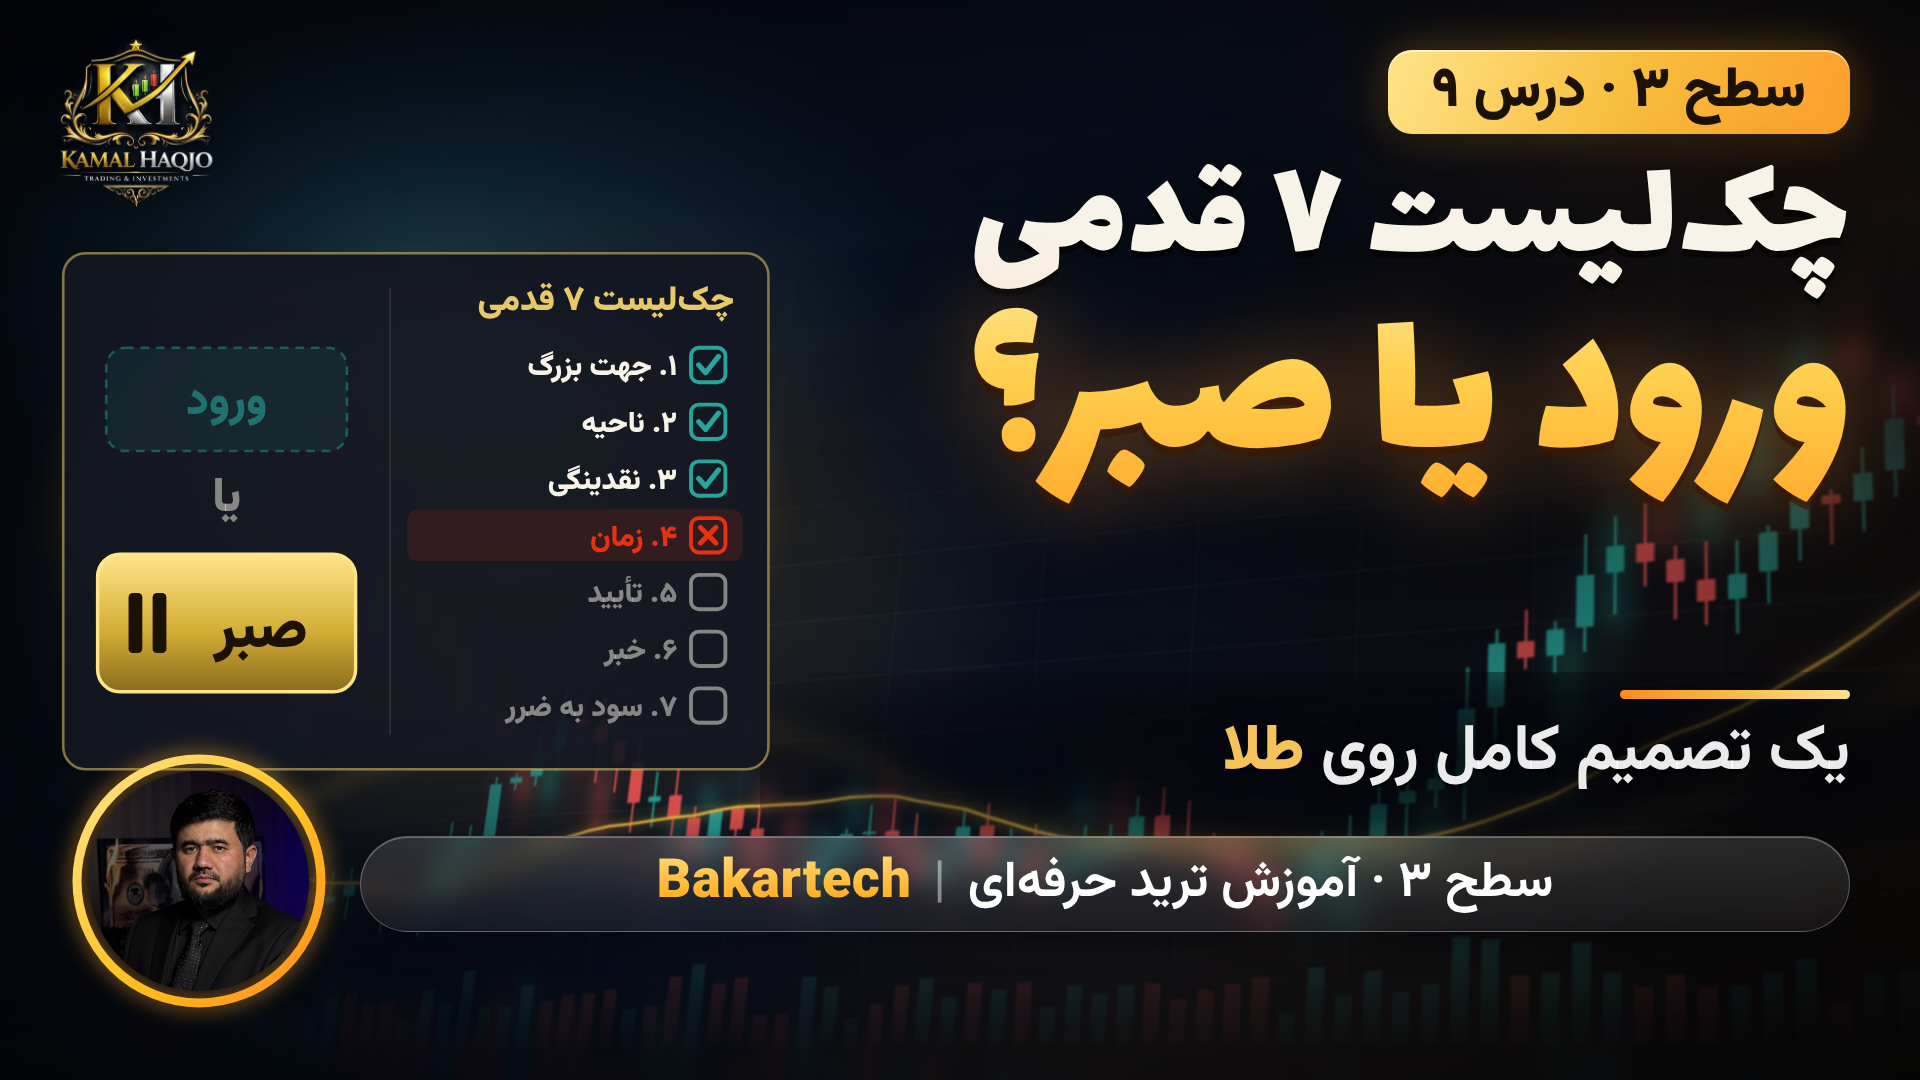 سطح ۳ · درس ۹
چک‌لیست ۷ قدمی
ورود یا صبر؟
KAMAL HAQJO
TRADING & INVESTMENTS
چک‌لیست ۷ قدمی
۱. جهت بزرگ
۲. ناحیه
۳. نقدینگی
۴. زمان
۵. تأیید
۶. خبر
۷. سود به ضرر
ورود
یا
صبر
یک تصمیم کامل روی طلا
سطح ۳ · آموزش ترید حرفه‌ای | Bakartech